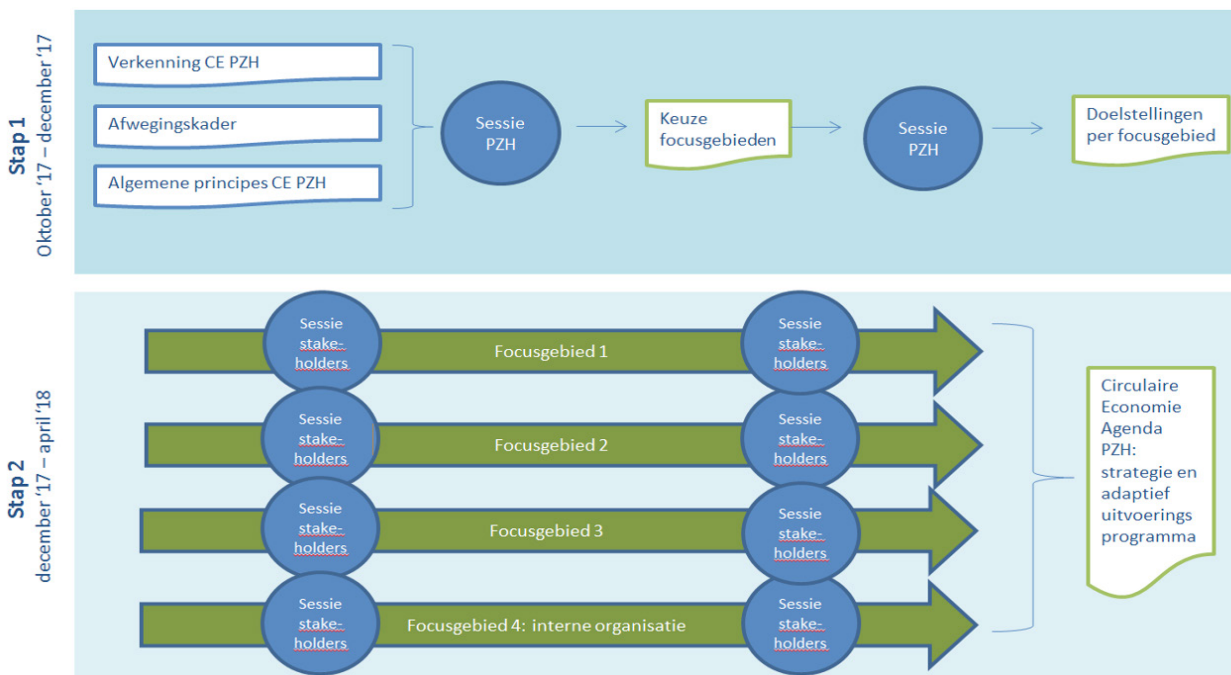 Stap 1
Oktober '17 – december '17
Verkenning CE PZH
Afwegingskader
Algemene principes CE PZH
Sessie
PZH
Keuze
focusgebieden
Sessie
PZH
Doelstellingen
per focusgebied
Stap 2
december '17 – april '18
Sessie
stake-
holders
Focusgebied 1
Sessie
stake-
holders
Sessie
stake-
holders
Focusgebied 2
Sessie
stake-
holders
Sessie
stake-
holders
Focusgebied 3
Sessie
stake-
holders
Sessie
stake-
holders
Focusgebied 4: interne organisatie
Sessie
stake-
holders
Circulaire
Economie
Agenda
PZH:
strategie en
adaptief
uitvoerings
programma